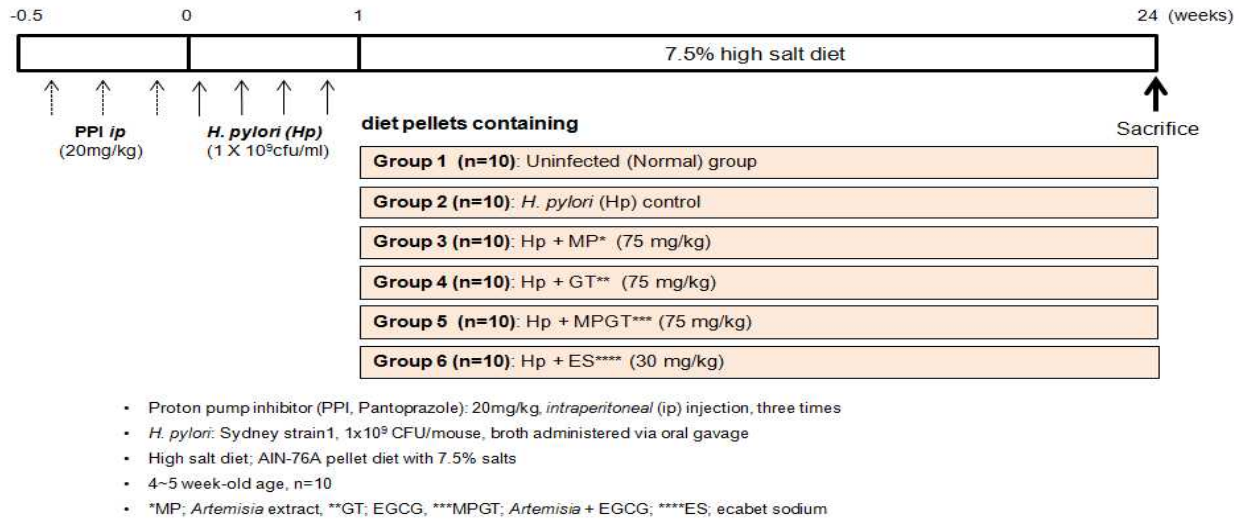 -0.5 0 1 24 (weeks)
7.5% high salt diet
PPI ip
(20mg/kg)
H. pylori (Hp)
(1 X 10⁹cfu/ml)
diet pellets containing
Sacrifice
Group 1 (n=10): Uninfected (Normal) group
Group 2 (n=10): H. pylori (Hp) control
Group 3 (n=10): Hp + MP* (75 mg/kg)
Group 4 (n=10): Hp + GT** (75 mg/kg)
Group 5 (n=10): Hp + MPGT*** (75 mg/kg)
Group 6 (n=10): Hp + ES**** (30 mg/kg)
• Proton pump inhibitor (PPI, Pantoprazole): 20mg/kg, intraperitoneal (ip) injection, three times
• H. pylori: Sydney strain1, 1x10⁹ CFU/mouse, broth administered via oral gavage
• High salt diet; AIN-76A pellet diet with 7.5% salts
• 4~5 week-old age, n=10
• *MP; Artemisia extract, **GT; EGCG, ***MPGT; Artemisia + EGCG; ****ES; ecabet sodium